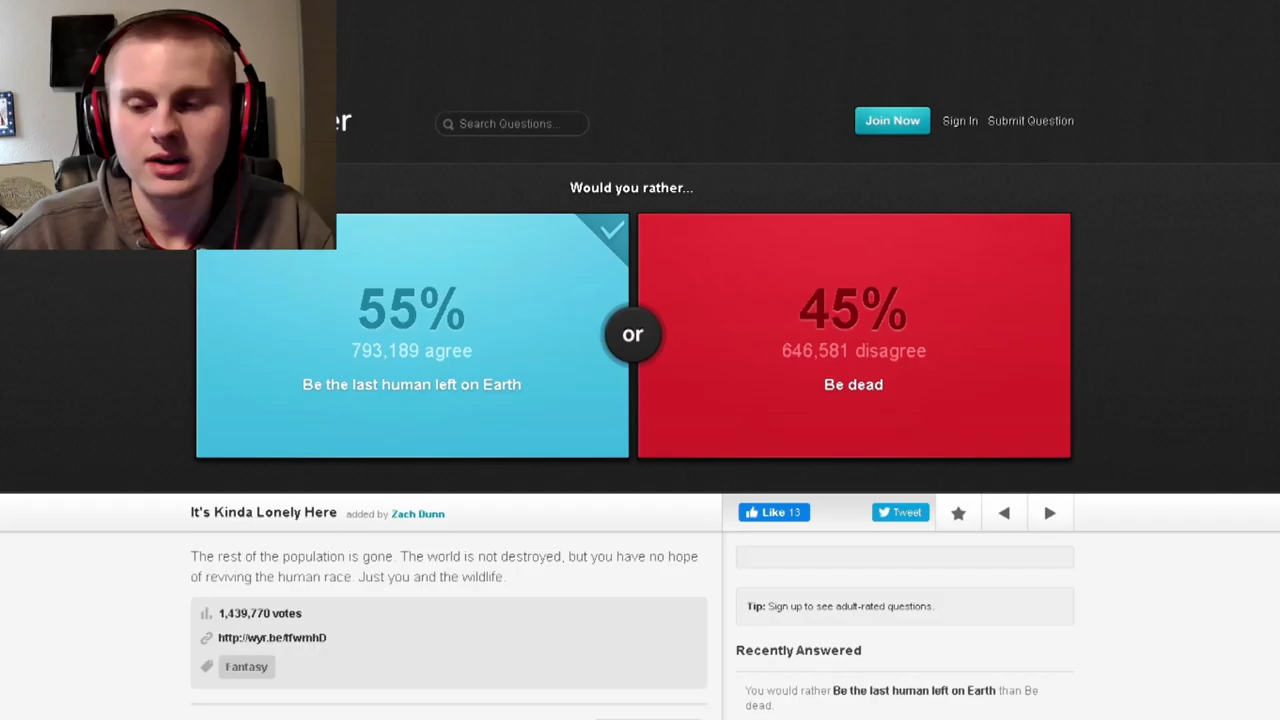 er
Search Questions...
Join Now
Sign In
Submit Question
Would you rather...
55%
793,189 agree
Be the last human left on Earth
or
45%
646,581 disagree
Be dead
It's Kinda Lonely Here added by Zach Dunn
Like 13
Tweet
The rest of the population is gone. The world is not destroyed, but you have no hope
of reviving the human race. Just you and the wildlife.
1,439,770 votes
Fantasy
Tip: Sign up to see adult-rated questions.
Recently Answered
You would rather Be the last human left on Earth than Be
dead.